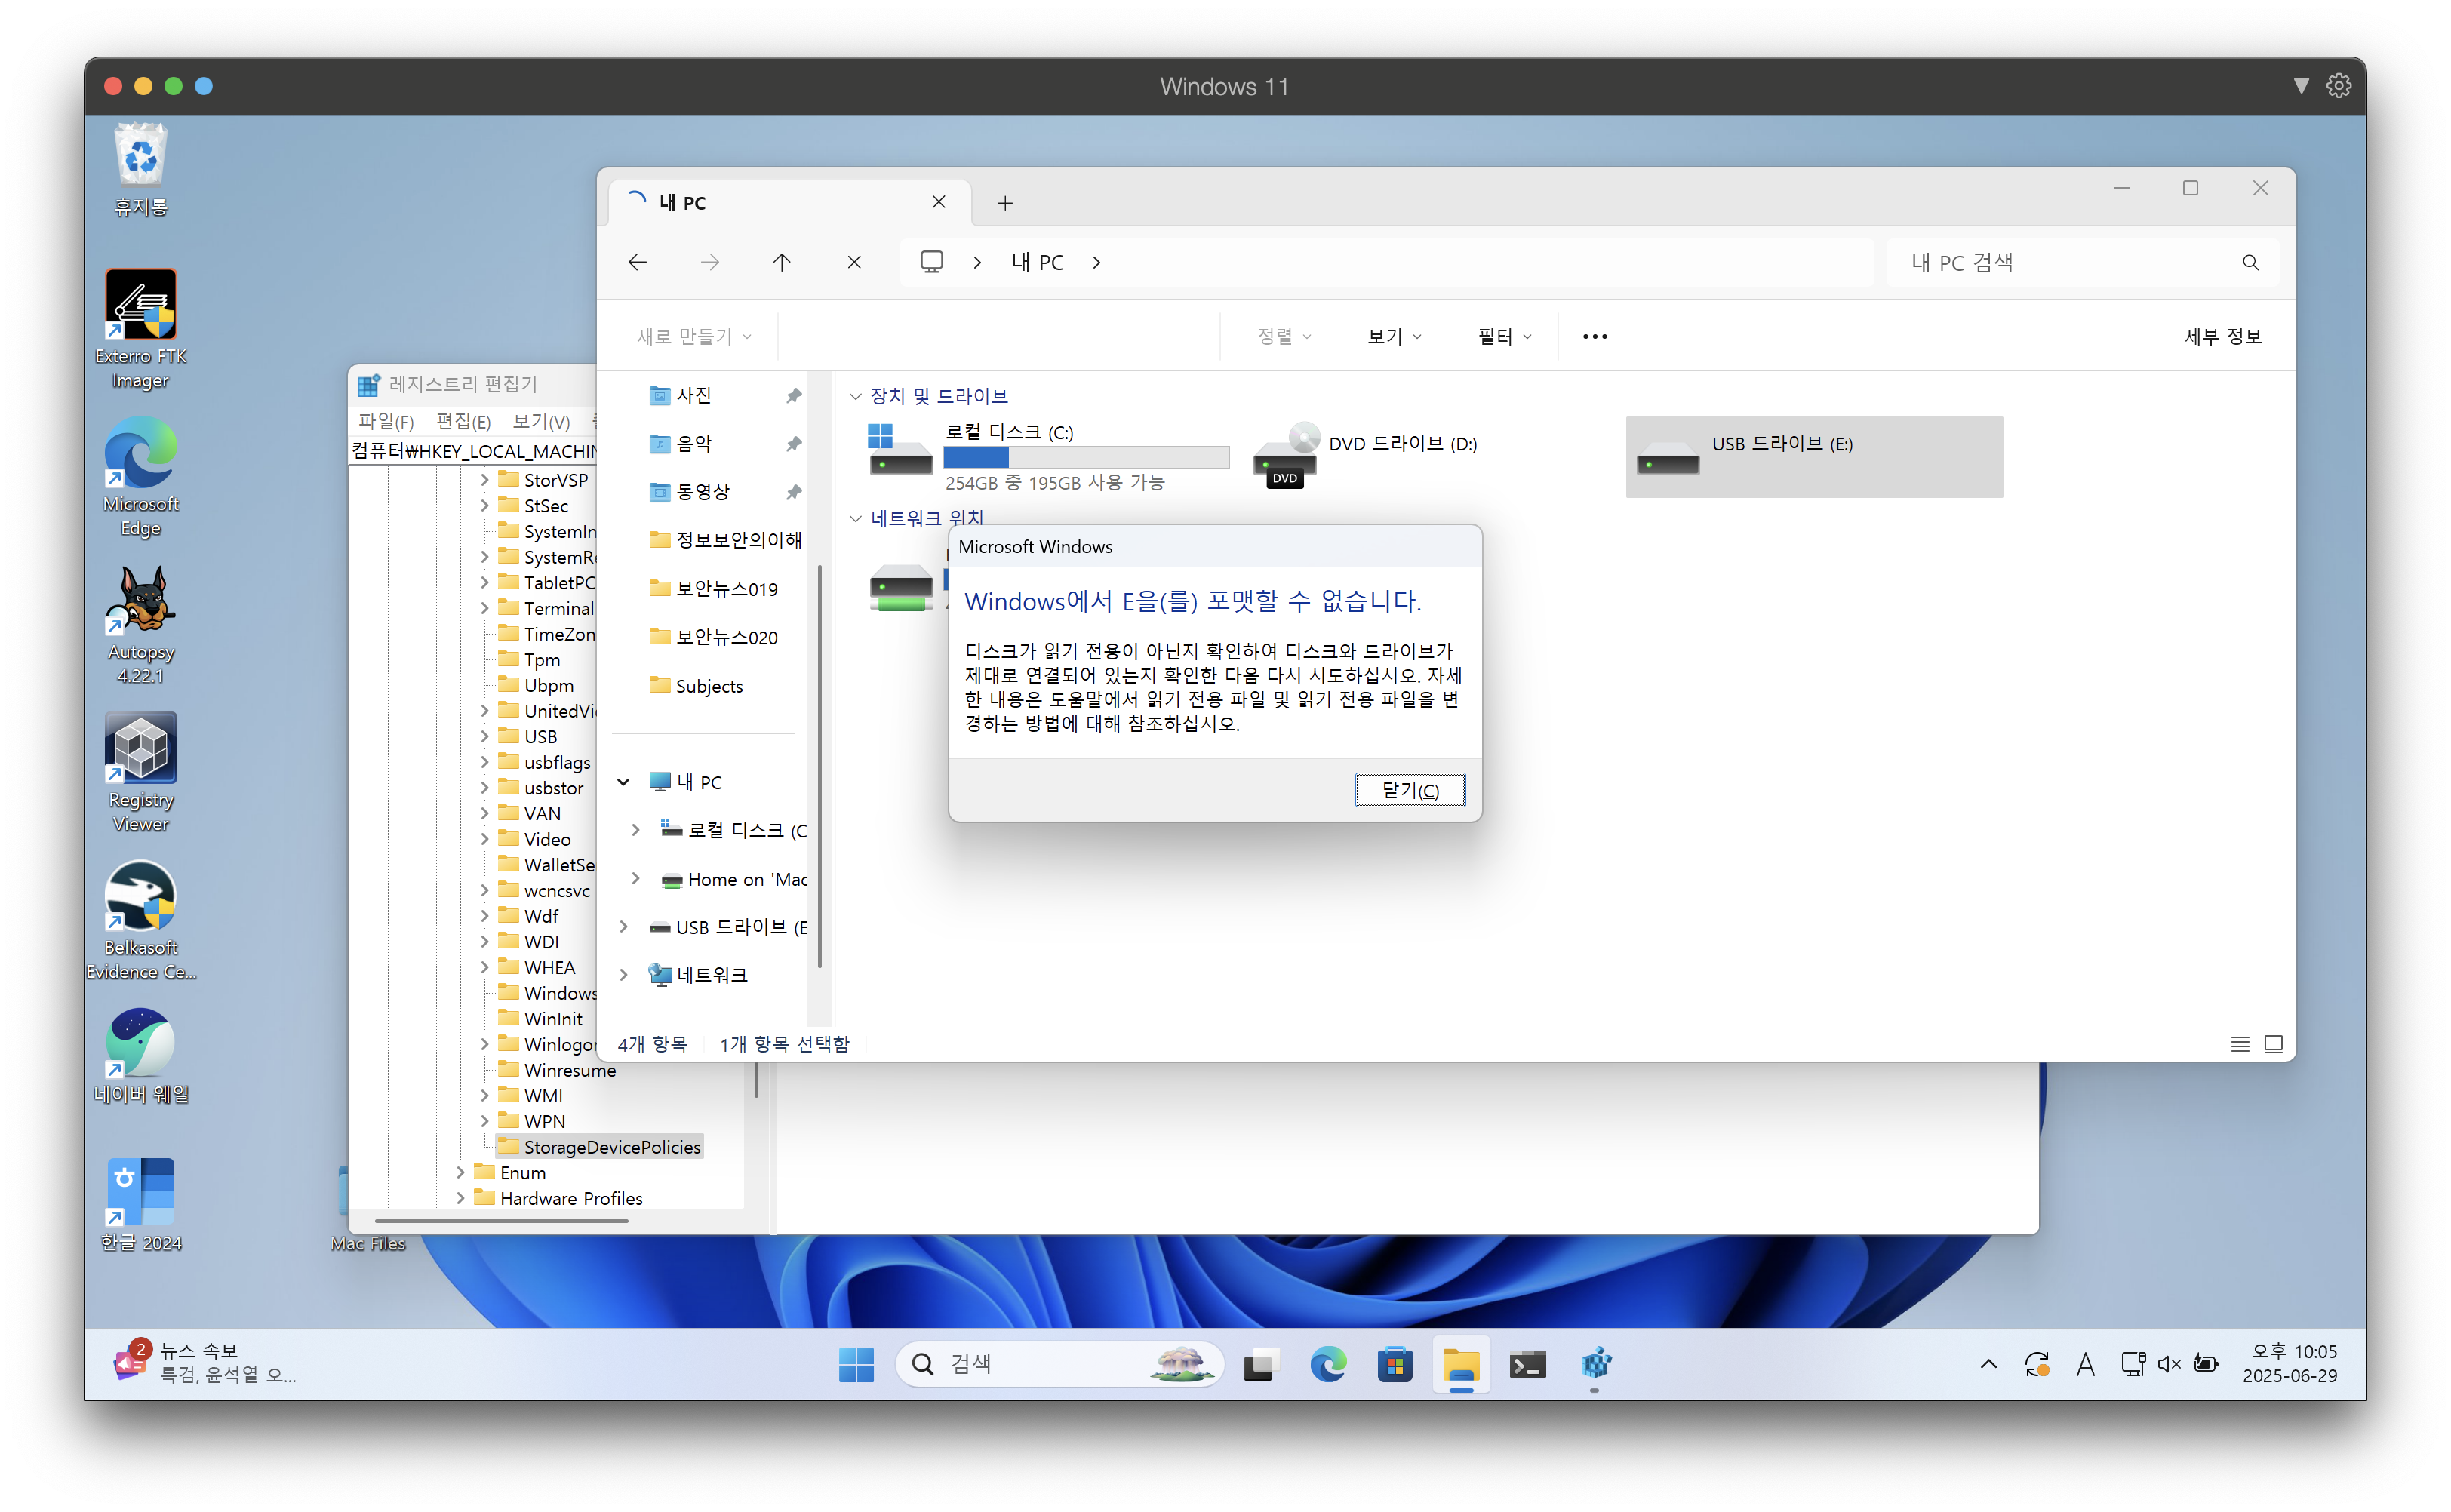 Windows 11
휴지통
Exterro FTK
Imager
Microsoft
Edge
Autopsy
4.22.1
Registry
Viewer
Belkasoft
Evidence Ce...
네이버 웨일
한글 2024
Mac Files
레지스트리 편집기
파일(F) 편집(E) 보기(V)
컴퓨터₩HKEY_LOCAL_MACHIN
StorVSP
StSec
SystemIn
SystemRe
TabletPC
Terminal
TimeZon
Tpm
Ubpm
UnitedVi
USB
usbflags
usbstor
VAN
Video
WalletSe
wcncsvc
Wdf
WDI
WHEA
Windows
WinInit
Winlogon
Winresume
WMI
WPN
StorageDevicePolicies
Enum
Hardware Profiles
내 PC
내 PC
내 PC 검색
새로 만들기
정렬
보기
필터
세부 정보
사진
음악
동영상
정보보안의이해
보안뉴스019
보안뉴스020
Subjects
내 PC
로컬 디스크 (C
Home on 'Mac
USB 드라이브 (E
네트워크
장치 및 드라이브
로컬 디스크 (C:)
254GB 중 195GB 사용 가능
DVD
DVD 드라이브 (D:)
USB 드라이브 (E:)
네트워크 위치
4개 항목 1개 항목 선택함
Microsoft Windows
Windows에서 E을(를) 포맷할 수 없습니다.
디스크가 읽기 전용이 아닌지 확인하여 디스크와 드라이브가
제대로 연결되어 있는지 확인한 다음 다시 시도하십시오. 자세
한 내용은 도움말에서 읽기 전용 파일 및 읽기 전용 파일을 변
경하는 방법에 대해 참조하십시오.
닫기(C)
2
뉴스 속보
특검, 윤석열 오...
검색
A
오후 10:05
2025-06-29